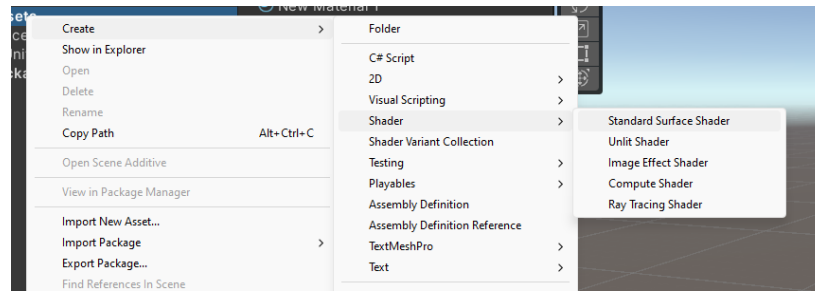 New Material 1
Create
Show in Explorer
Open
Delete
Rename
Copy Path Alt+Ctrl+C
Open Scene Additive
View in Package Manager
Import New Asset...
Import Package
Export Package...
Find References In Scene
Folder
C# Script
2D
Visual Scripting
Shader
Shader Variant Collection
Testing
Playables
Assembly Definition
Assembly Definition Reference
TextMeshPro
Text
Standard Surface Shader
Unlit Shader
Image Effect Shader
Compute Shader
Ray Tracing Shader